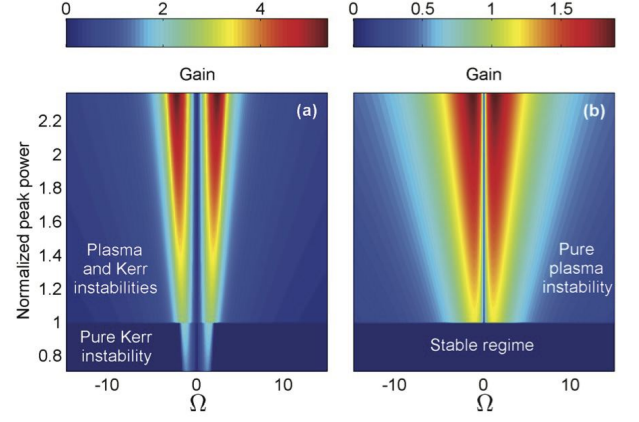 0 2 4
0 0.5 1 1.5
Gain
Gain
(a)
(b)
Normalized peak power
2.2
2
1.8
1.6
1.4
1.2
1
0.8
Plasma
and Kerr
instabilities
Pure Kerr
instability
Pure
plasma
instability
Stable regime
-10 0 10
-10 0 10
Ω
Ω